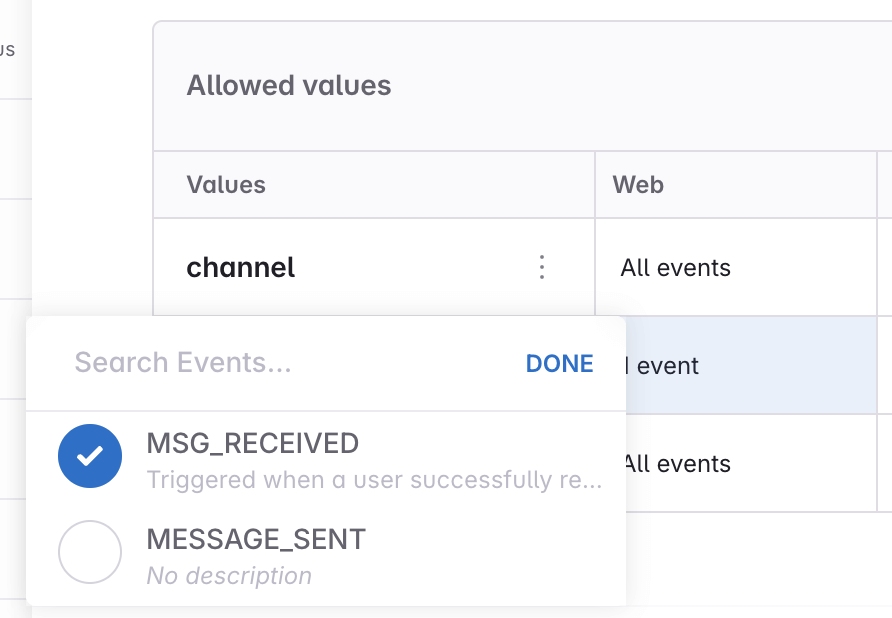 us
Allowed values
Values
Web
channel
All events
Search Events...
DONE
event
MSG_RECEIVED
Triggered when a user successfully re...
All events
MESSAGE_SENT
No description